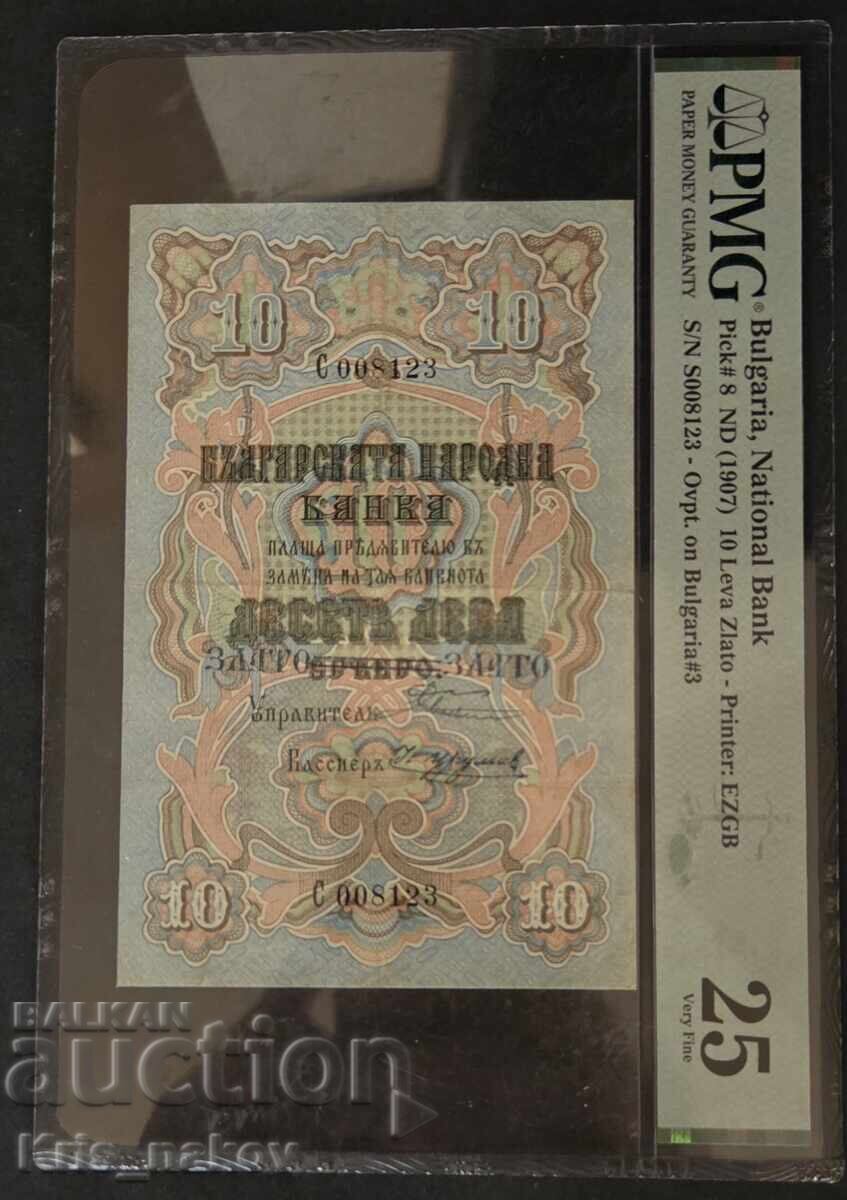 10 10
С 008123
БЪЛГАРСКАТА НАРОДНА
БАНКА
ПЛАЩА ПРѢДЯВИТЕЛЮ ВЪ
ЗАМѢНА НА ТАЯ БАНКНОТА
ДЕСЕТЬ ЛЕВА
ЗЛАТО СРЕБРО: ЗЛАТО
Управитель
Кассиеръ
С 008123
10 10
PMG®
PAPER MONEY GUARANTY
Bulgaria, National Bank
Pick# 8 ND (1907) 10 Leva Zlato - Printer: EZGB
S/N S008123 - Ovpt. on Bulgaria#3
25
Very Fine
BALKAN
auction
Kris_nakov